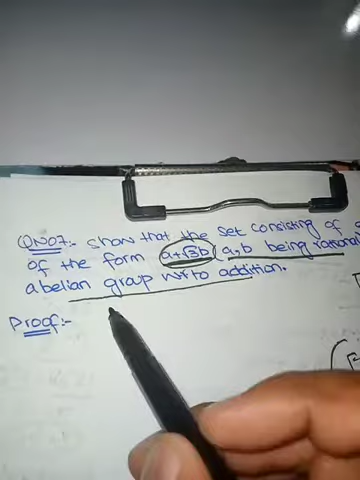 QNo7:- Show that the set consisting of
of the form a+√3b (a,b being rational
abelian group w.r.to addition.
Proof:-